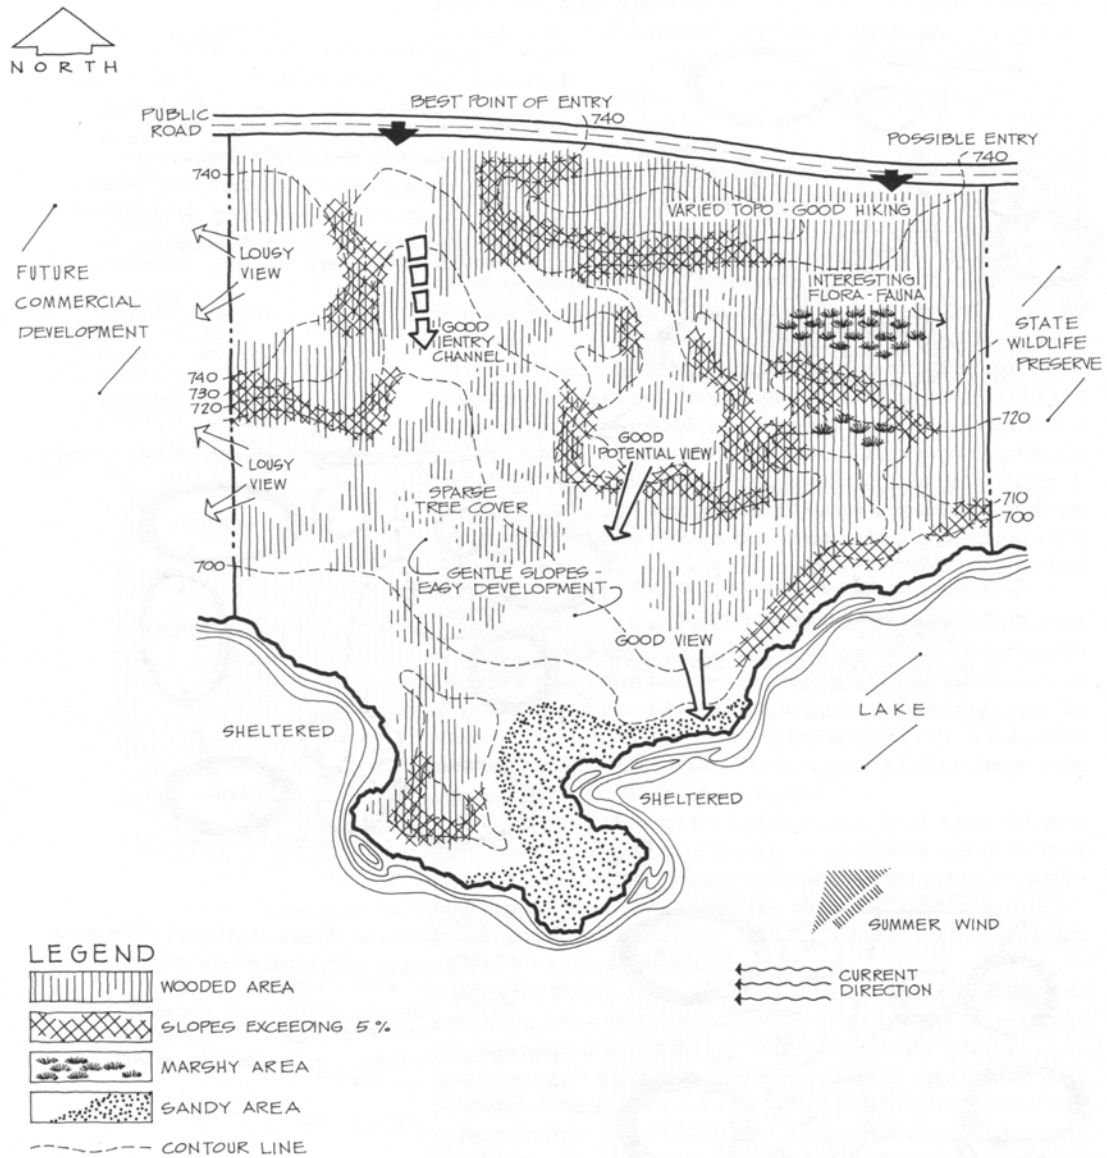 NORTH
BEST POINT OF ENTRY
740
PUBLIC
ROAD
POSSIBLE ENTRY
740
740
VARIED TOPO - GOOD HIKING
LOUSY
VIEW
FUTURE
COMMERCIAL
DEVELOPMENT
INTERESTING
FLORA - FAUNA
STATE
WILDLIFE
PRESERVE
GOOD
ENTRY
CHANNEL
740
730
720
720
GOOD
POTENTIAL VIEW
LOUSY
VIEW
SPARSE
TREE COVER
710
700
700
GENTLE SLOPES -
EASY DEVELOPMENT
GOOD VIEW
LAKE
SHELTERED
SHELTERED
SUMMER WIND
CURRENT
DIRECTION
LEGEND
WOODED AREA
SLOPES EXCEEDING 5%
MARSHY AREA
SANDY AREA
CONTOUR LINE